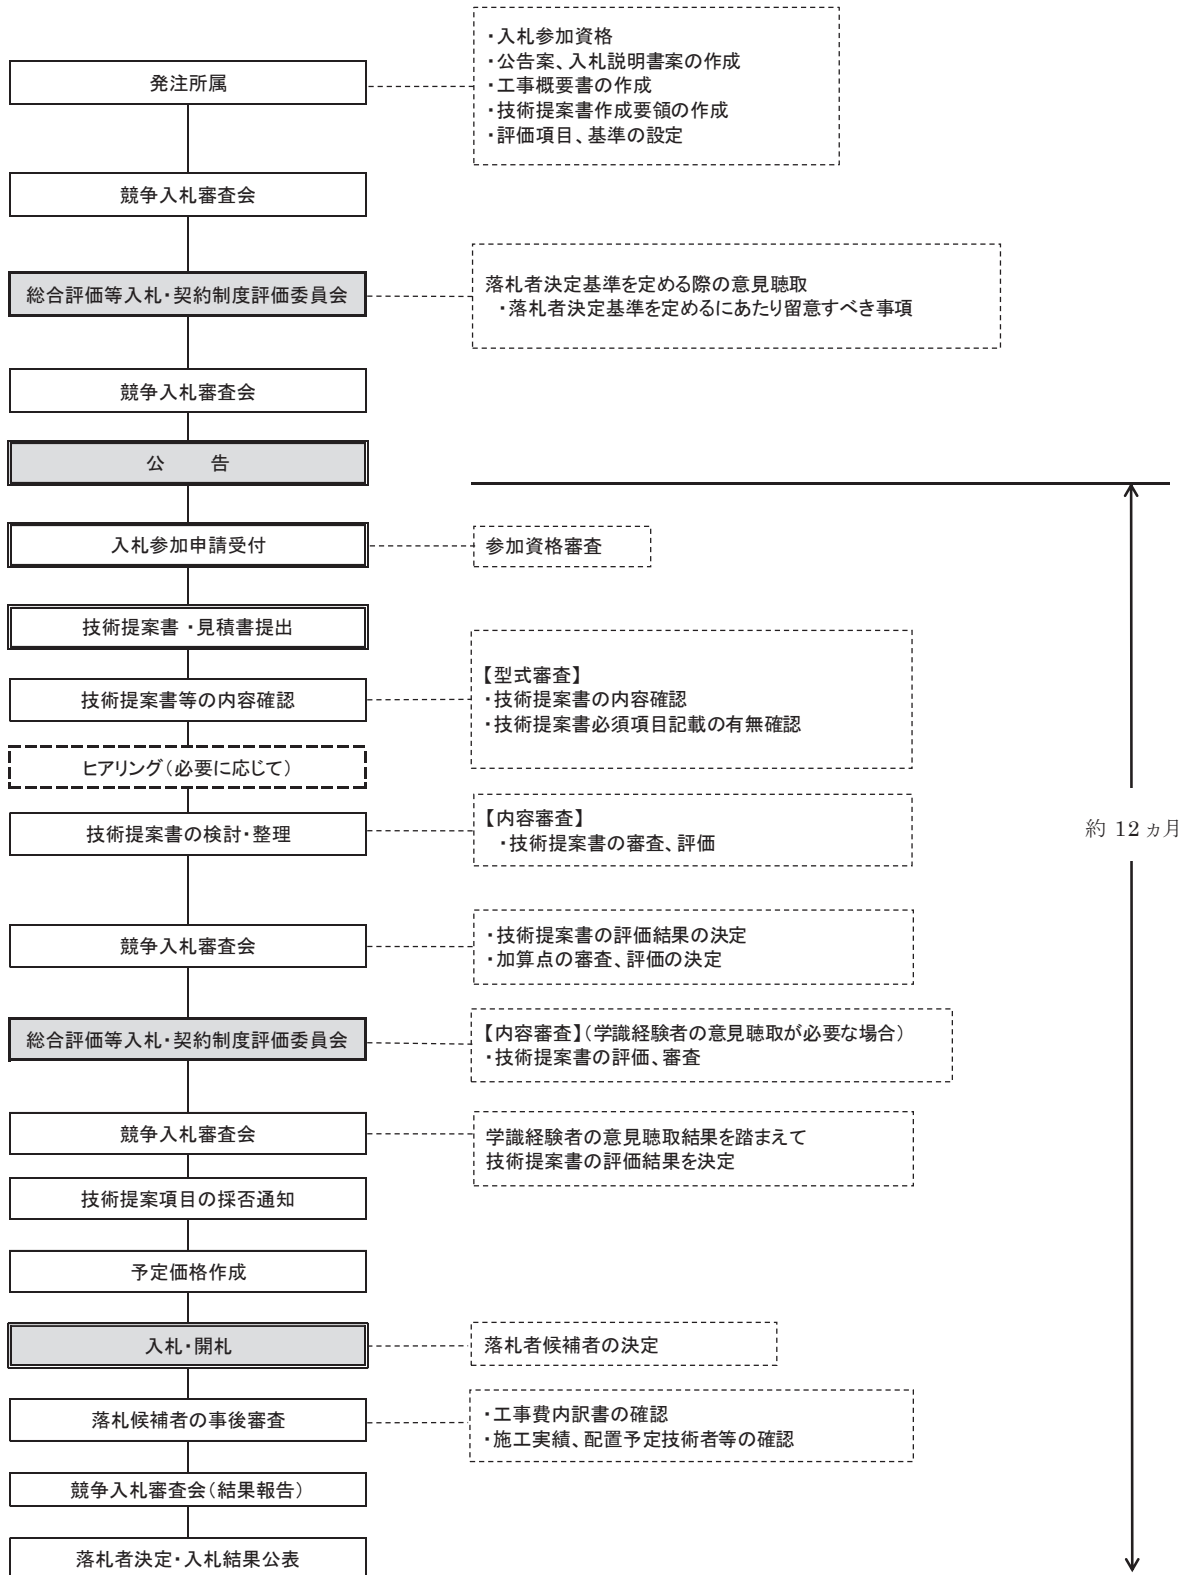 ・入札参加資格
・公告案、入札説明書案の作成
・工事概要書の作成
・技術提案書作成要領の作成
・評価項目、基準の設定
発注所属
競争入札審査会
総合評価等入札・契約制度評価委員会
落札者決定基準を定める際の意見聴取
・落札者決定基準を定めるにあたり留意すべき事項
競争入札審査会
公　　告
入札参加申請受付
参加資格審査
技術提案書 ・見積書提出
技術提案書等の内容確認
【型式審査】
・技術提案書の内容確認
・技術提案書必須項目記載の有無確認
ヒアリング（必要に応じて）
技術提案書の検討・整理
【内容審査】
・技術提案書の審査、評価
約 12 ヵ月
競争入札審査会
・技術提案書の評価結果の決定
・加算点の審査、評価の決定
総合評価等入札・契約制度評価委員会
【内容審査】（学識経験者の意見聴取が必要な場合）
・技術提案書の評価、審査
競争入札審査会
学識経験者の意見聴取結果を踏まえて
技術提案書の評価結果を決定
技術提案項目の採否通知
予定価格作成
入札・開札
落札者候補者の決定
落札候補者の事後審査
・工事費内訳書の確認
・施工実績、配置予定技術者等の確認
競争入札審査会（結果報告）
落札者決定・入札結果公表